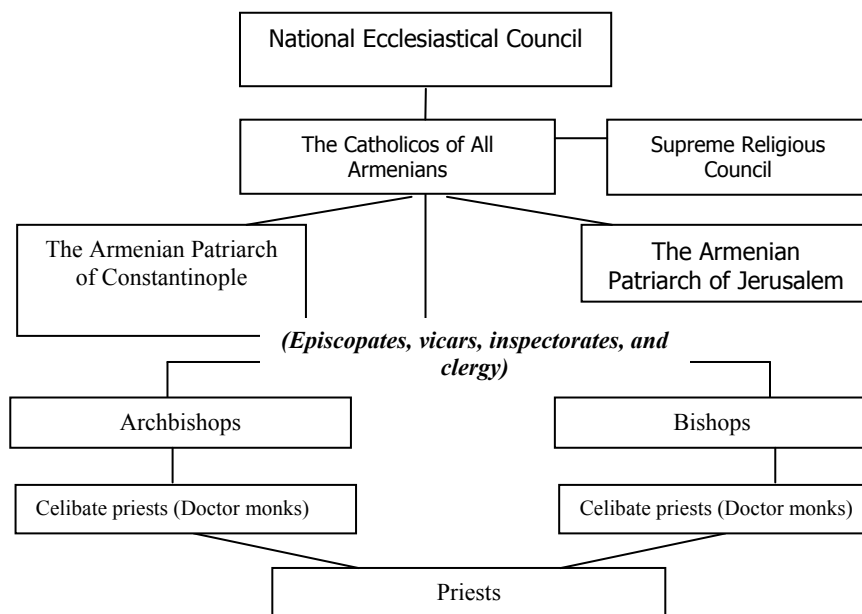 National Ecclesiastical Council
The Catholicos of All
Armenians
Supreme Religious
Council
The Armenian Patriarch
of Constantinople
The Armenian
Patriarch of Jerusalem
(Episcopates, vicars, inspectorates, and
clergy)
Archbishops
Bishops
Celibate priests (Doctor monks)
Celibate priests (Doctor monks)
Priests